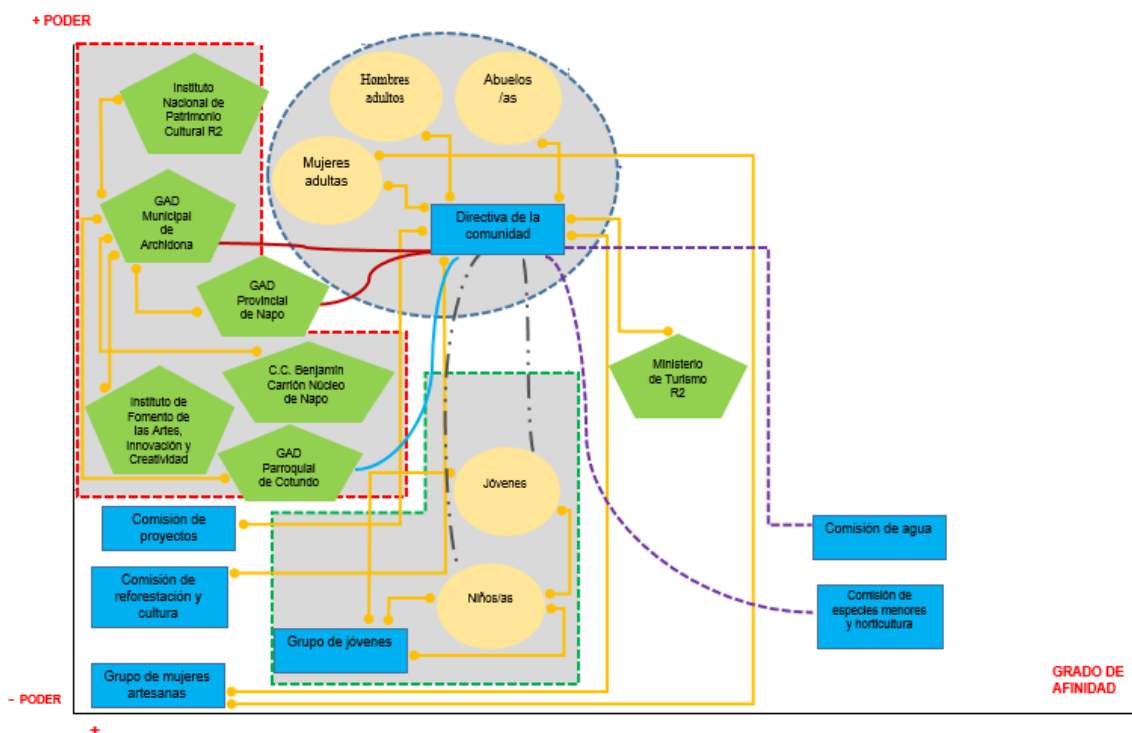 + PODER
Instituto
Nacional de
Patrimonio
Cultural R2
Hombres
adultos
Abuelos
/as
Mujeres
adultas
GAD
Municipal
de
Archidona
Directiva de la
comunidad
GAD
Provincial
de Napo
C.C. Benjamín
Carrión Núcleo
de Napo
Ministerio
de Turismo
R2
Instituto de
Fomento de
las Artes,
Innovación y
Creatividad
GAD
Parroquial
de Cotundo
Jóvenes
Comisión de
proyectos
Comisión de agua
Comisión de
reforestación y
cultura
Niños/as
Comisión de
especies menores
y horticultura
Grupo de jóvenes
Grupo de mujeres
artesanas
GRADO DE
AFINIDAD
– PODER
+